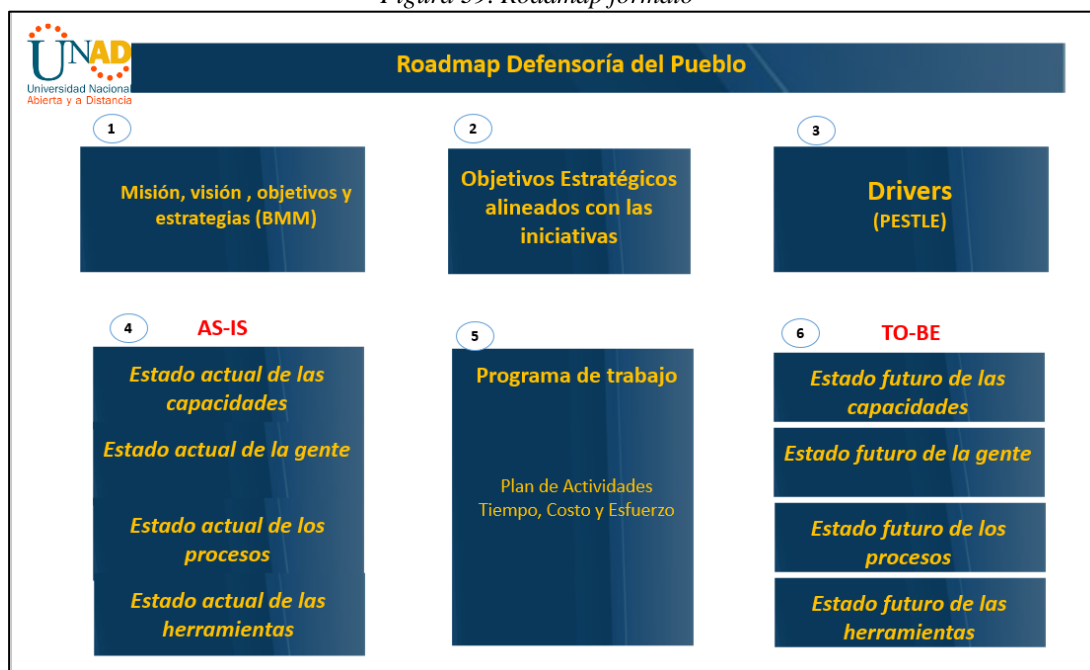 Figura 39. Roadmap formato
UNAD
Universidad Nacional
Abierta y a Distancia
Roadmap Defensoría del Pueblo
1
Misión, visión , objetivos y
estrategias (BMM)
2
Objetivos Estratégicos
alineados con las
iniciativas
3
Drivers
(PESTLE)
4
AS-IS
Estado actual de las
capacidades
Estado actual de la gente
Estado actual de los
procesos
Estado actual de las
herramientas
5
Programa de trabajo
Plan de Actividades
Tiempo, Costo y Esfuerzo
6
TO-BE
Estado futuro de las
capacidades
Estado futuro de la gente
Estado futuro de los
procesos
Estado futuro de las
herramientas